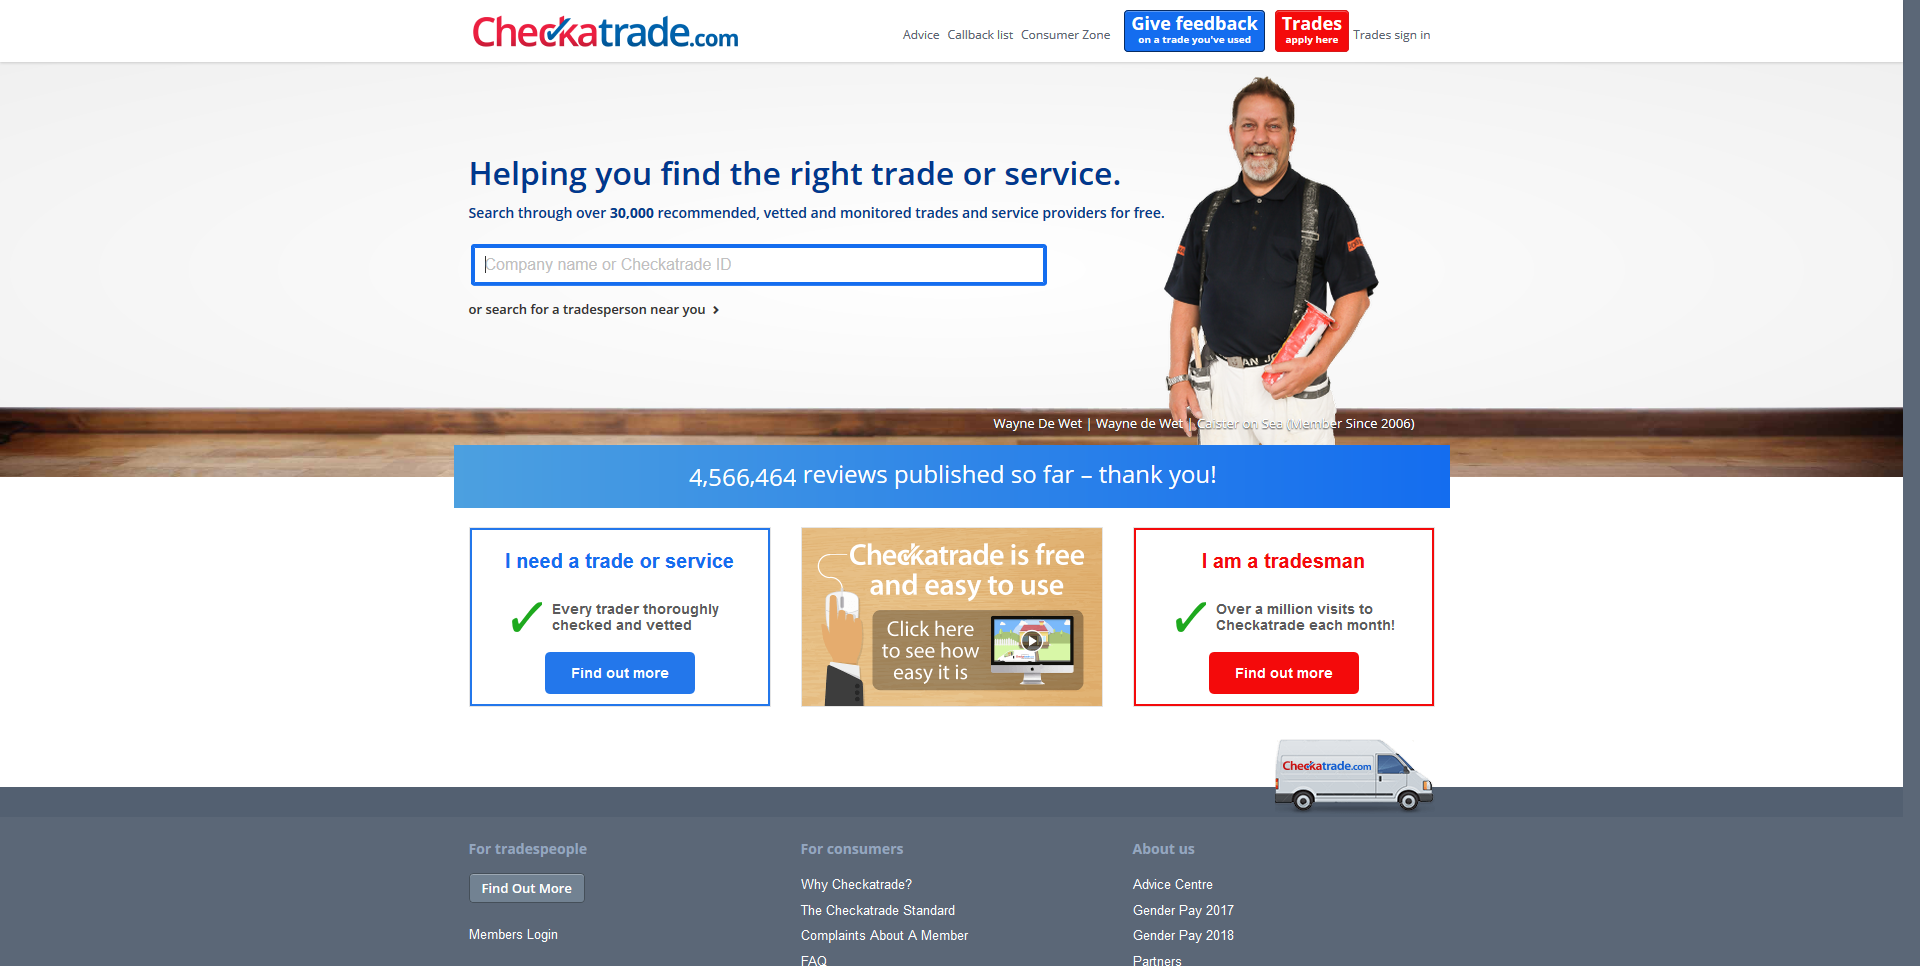 Checkatrade.com
Advice Callback list Consumer Zone
Give feedback
on a trade you've used
Trades
apply here
Trades sign in
Helping you find the right trade or service.
Search through over 30,000 recommended, vetted and monitored trades and service providers for free.
Company name or Checkatrade ID
or search for a tradesperson near you
Wayne De Wet | Wayne de Wet | Caister on Sea (Member Since 2006)
4,566,464 reviews published so far – thank you!
I need a trade or service
Every trader thoroughly
checked and vetted
Find out more
Checkatrade is free
and easy to use
Click here
to see how
easy it is
I am a tradesman
Over a million visits to
Checkatrade each month!
Find out more
Checkatrade.com
For tradespeople
Find Out More
Members Login
For consumers
Why Checkatrade?
The Checkatrade Standard
Complaints About A Member
FAQ
About us
Advice Centre
Gender Pay 2017
Gender Pay 2018
Partners